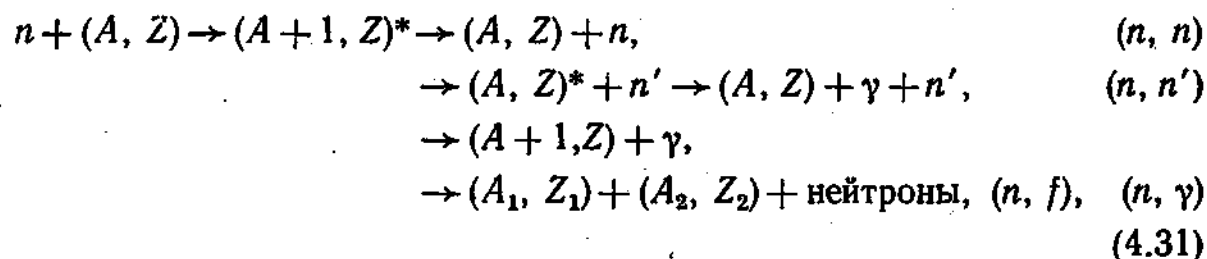 n + (A, Z) → (A + 1, Z)* → (A, Z) + n, (n, n)
→ (A, Z)* + n′ → (A, Z) + γ + n′, (n, n′)
→ (A + 1,Z) + γ,
→ (A₁, Z₁) + (A₂, Z₂) + нейтроны, (n, f), (n, γ)
(4.31)